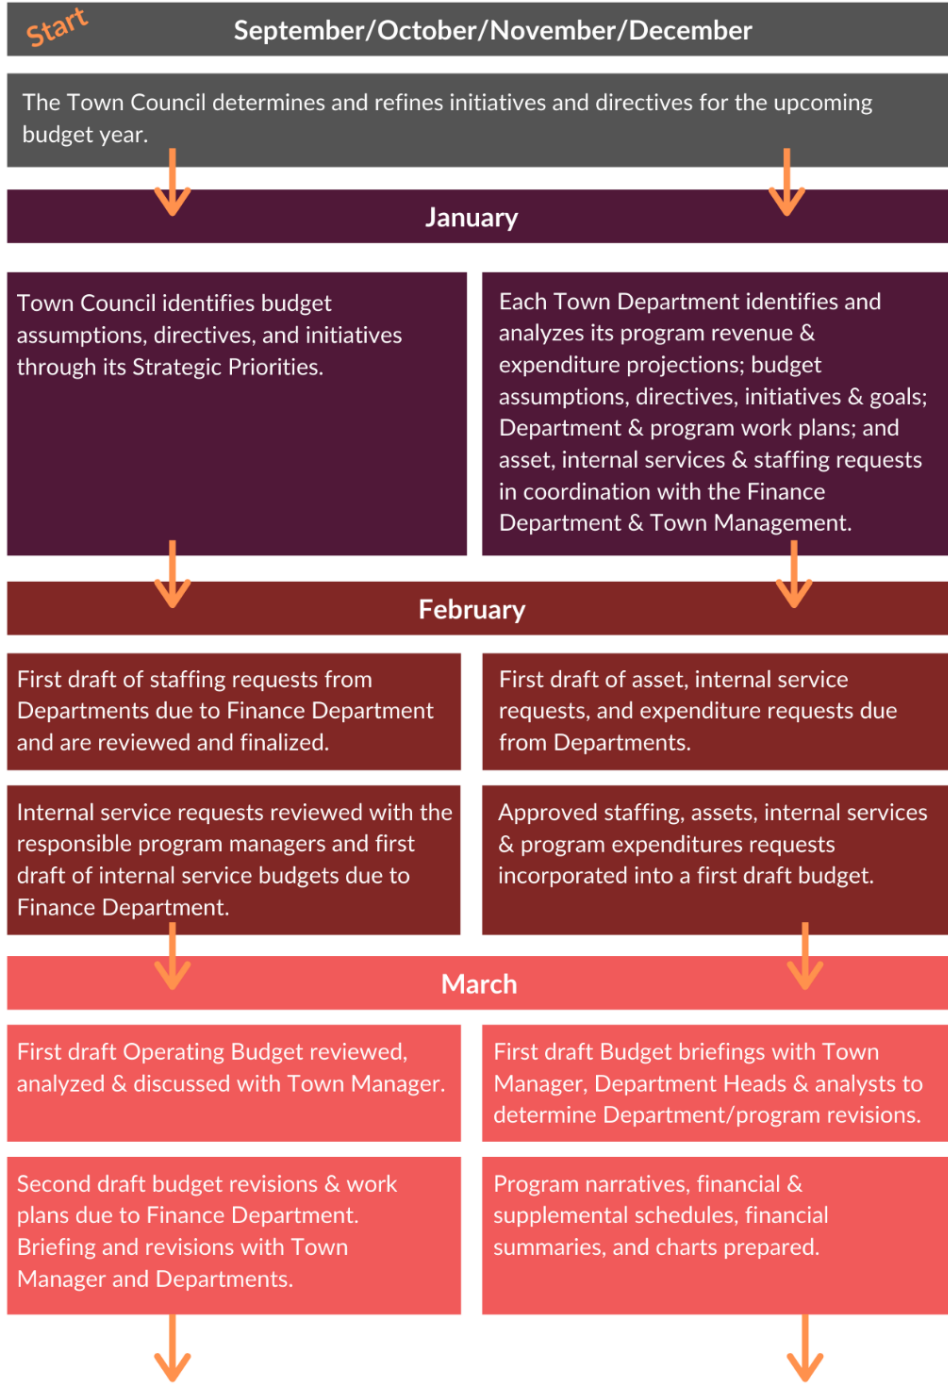 Start
September/October/November/December
The Town Council determines and refines initiatives and directives for the upcoming
budget year.
January
Town Council identifies budget
assumptions, directives, and initiatives
through its Strategic Priorities.
Each Town Department identifies and
analyzes its program revenue &
expenditure projections; budget
assumptions, directives, initiatives & goals;
Department & program work plans; and
asset, internal services & staffing requests
in coordination with the Finance
Department & Town Management.
February
First draft of staffing requests from
Departments due to Finance Department
and are reviewed and finalized.
First draft of asset, internal service
requests, and expenditure requests due
from Departments.
Internal service requests reviewed with the
responsible program managers and first
draft of internal service budgets due to
Finance Department.
Approved staffing, assets, internal services
& program expenditures requests
incorporated into a first draft budget.
March
First draft Operating Budget reviewed,
analyzed & discussed with Town Manager.
First draft Budget briefings with Town
Manager, Department Heads & analysts to
determine Department/program revisions.
Second draft budget revisions & work
plans due to Finance Department.
Briefing and revisions with Town
Manager and Departments.
Program narratives, financial &
supplemental schedules, financial
summaries, and charts prepared.